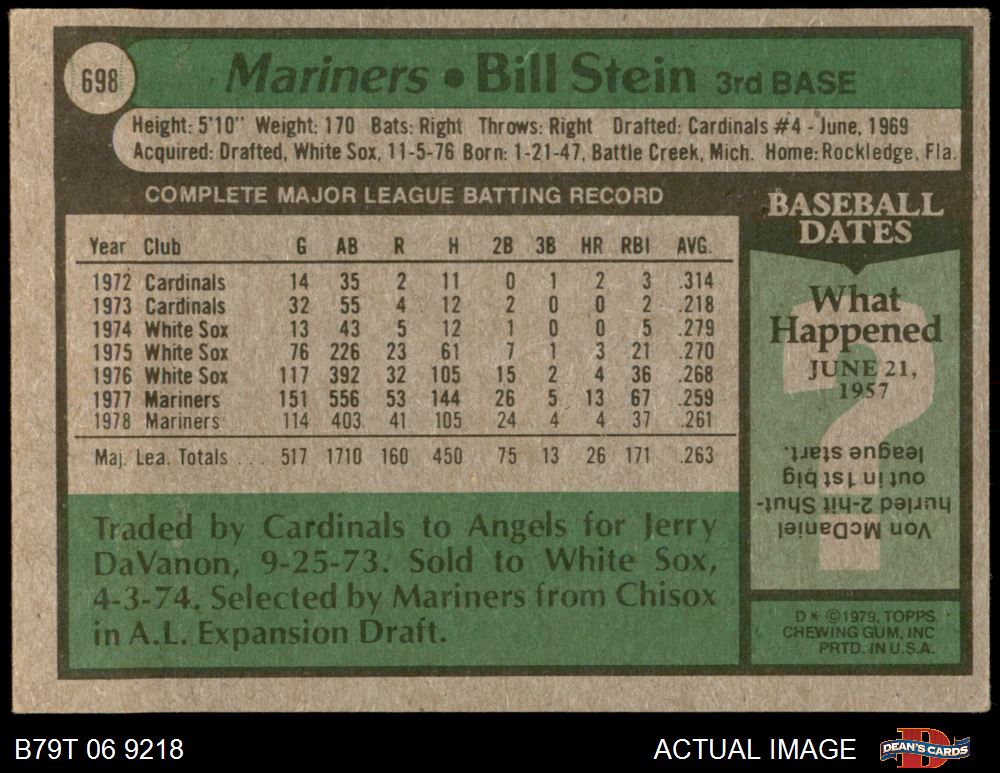 698
Mariners • Bill Stein 3rd BASE
Height: 5'10" Weight: 170 Bats: Right Throws: Right Drafted: Cardinals #4 - June, 1969
Acquired: Drafted, White Sox, 11-5-76 Born: 1-21-47, Battle Creek, Mich. Home: Rockledge, Fla.
COMPLETE MAJOR LEAGUE BATTING RECORD
Year Club G AB R H 2B 3B HR RBI AVG.
1972 Cardinals 14 35 2 11 0 1 2 3 .314
1973 Cardinals 32 55 4 12 2 0 0 2 .218
1974 White Sox 13 43 5 12 1 0 0 5 .279
1975 White Sox 76 226 23 61 7 1 3 21 .270
1976 White Sox 117 392 32 105 15 2 4 36 .268
1977 Mariners 151 556 53 144 26 5 13 67 .259
1978 Mariners 114 403 41 105 24 4 4 37 .261
Maj. Lea. Totals ... 517 1710 160 450 75 13 26 171 .263
Traded by Cardinals to Angels for Jerry
DaVanon, 9-25-73. Sold to White Sox,
4-3-74. Selected by Mariners from Chisox
in A.L. Expansion Draft.
BASEBALL
DATES
What
Happened
JUNE 21,
1957
?
Von McDaniel
hurled 2-hit Shut-
out in 1st big
league start.
D* ©1979, TOPPS
CHEWING GUM, INC
PRTD. IN U.S.A.
B79T 06 9218
ACTUAL IMAGE
DEAN'S CARDS